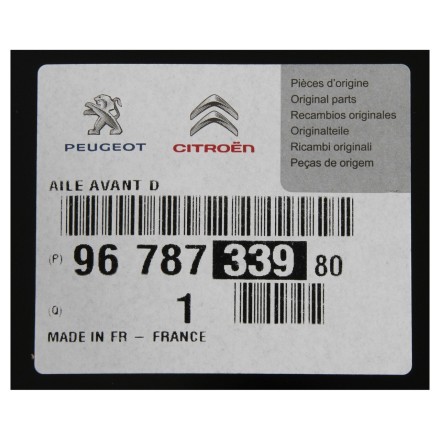 PEUGEOT
CITROËN
Pièces d'origine
Original parts
Recambios originales
Originalteile
Ricambi originali
Peças de origem
AILE AVANT D
(P) 96 787 339 80
(Q) 1
MADE IN FR - FRANCE